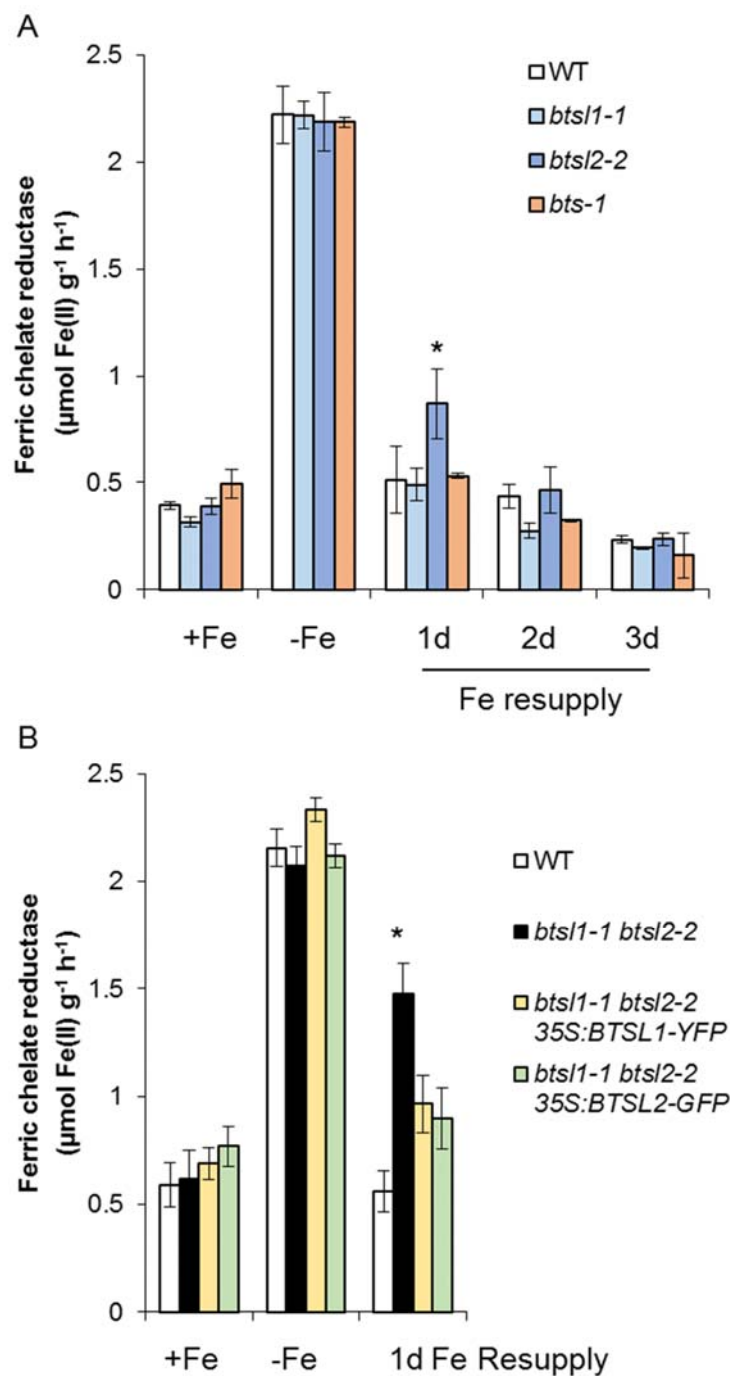 A
Ferric chelate reductase
(µmol Fe(II) g⁻¹ h⁻¹)
2.5
2
1.5
1
0.5
0
WT
btsl1-1
btsl2-2
bts-1
*
+Fe -Fe 1d 2d 3d
Fe resupply
B
Ferric chelate reductase
(µmol Fe(II) g⁻¹ h⁻¹)
2.5
2
1.5
1
0.5
0
*
WT
btsl1-1 btsl2-2
btsl1-1 btsl2-2
35S:BTSL1-YFP
btsl1-1 btsl2-2
35S:BTSL2-GFP
+Fe -Fe 1d Fe Resupply